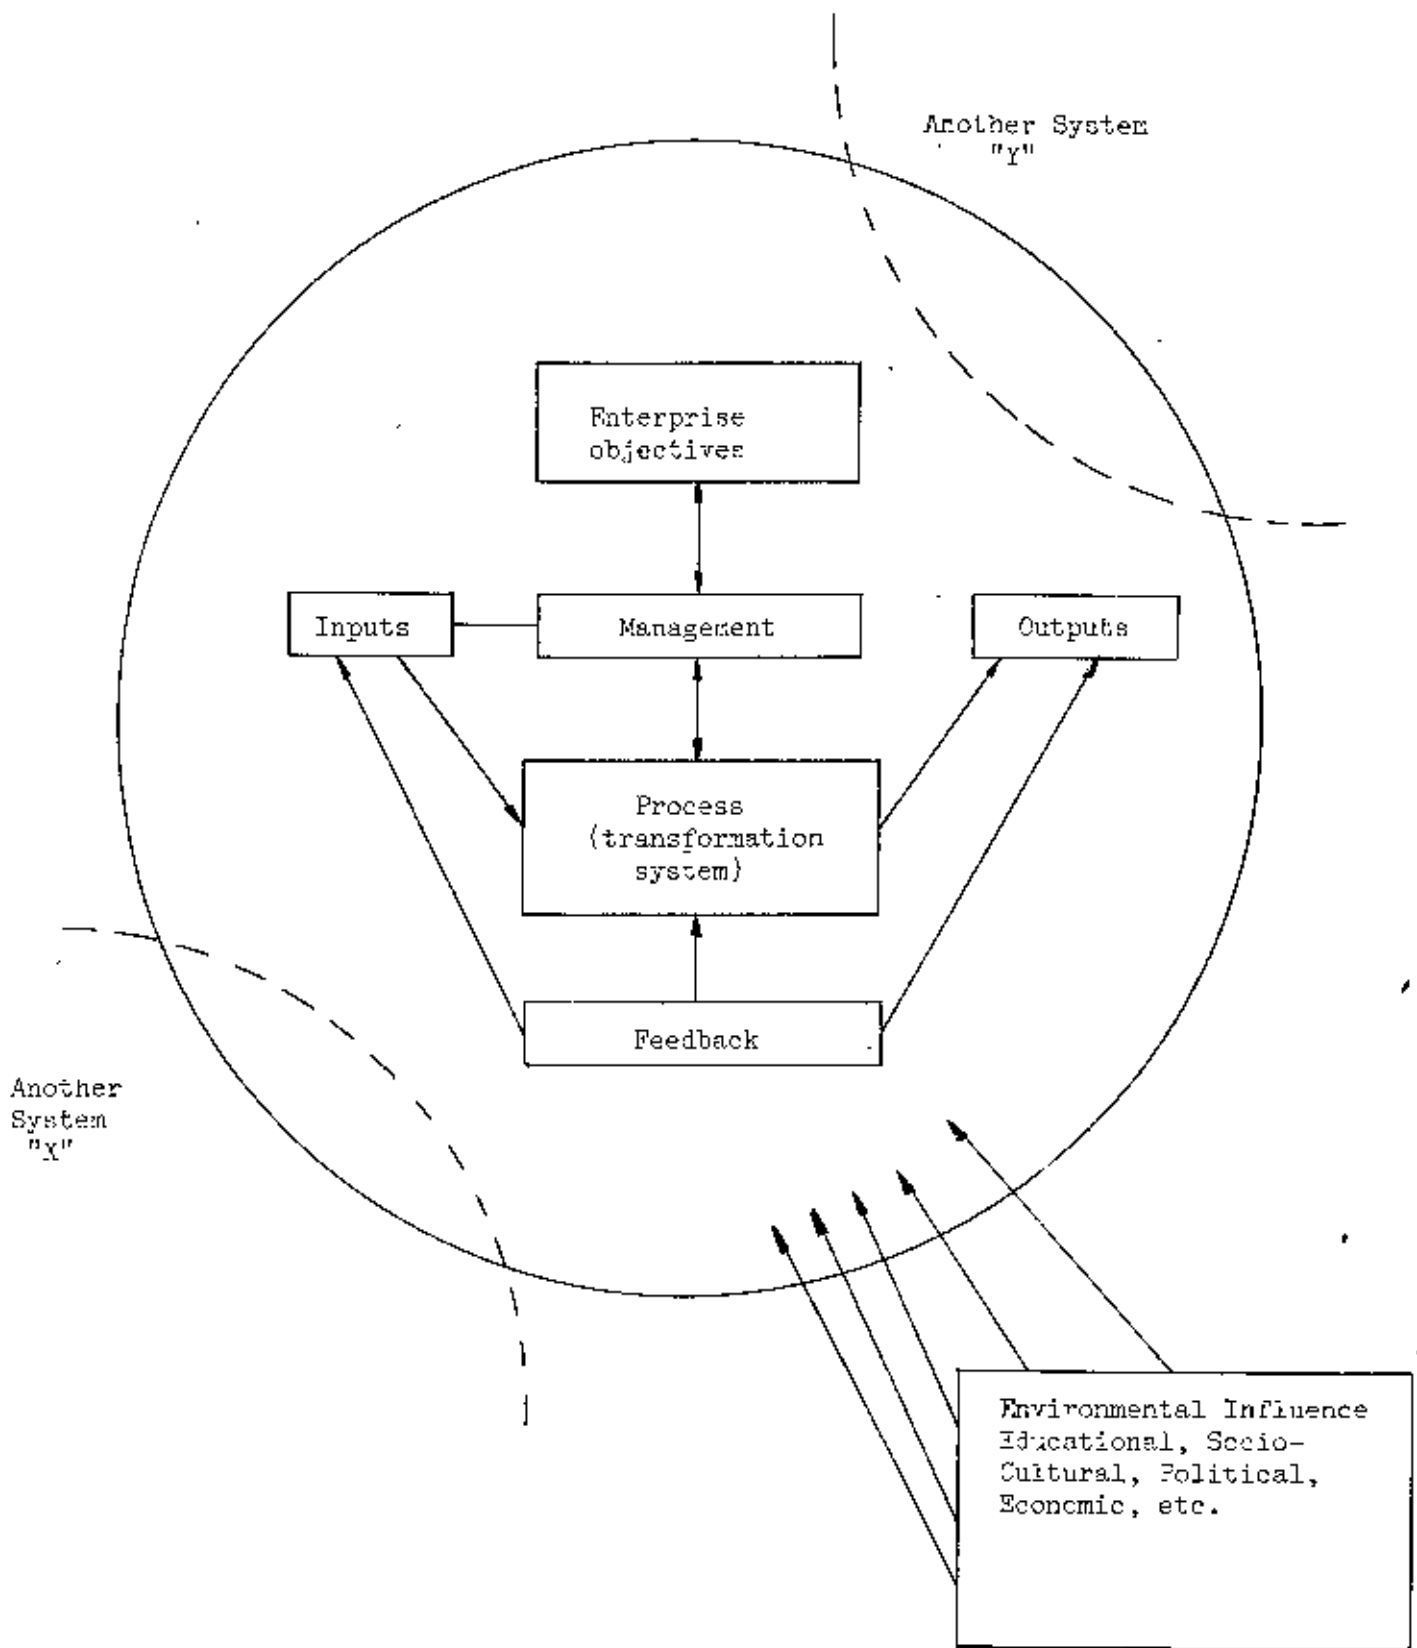 Another System
"Y"
Enterprise
objectives
Inputs
Management
Outputs
Process
(transformation
system)
Feedback
Another
System
"X"
Environmental Influence
Educational, Socio-
Cultural, Political,
Economic, etc.